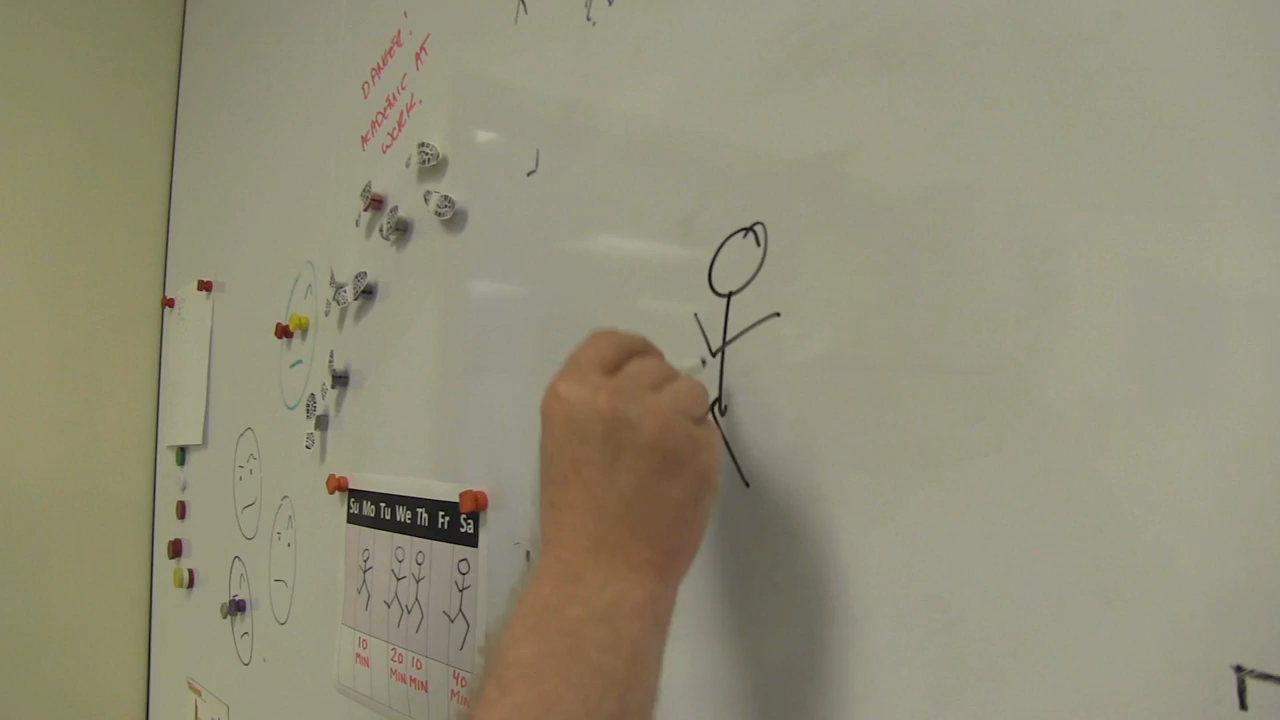 DANGER!
ACADEMIC AT
WORK.
Su Mo Tu We Th Fr Sa
10 MIN
20 MIN
10 MIN
40 MIN